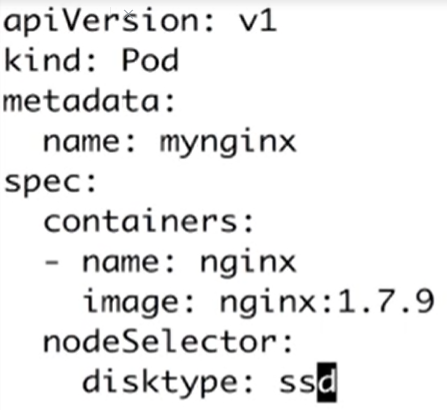 apiVersion: v1
kind: Pod
metadata:
  name: mynginx
spec:
  containers:
  - name: nginx
    image: nginx:1.7.9
  nodeSelector:
    disktype: ssd